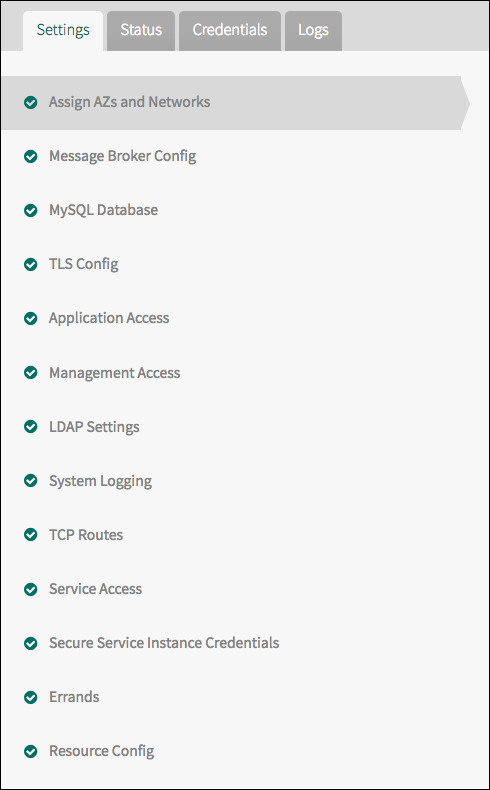 Settings Status Credentials Logs
Assign AZs and Networks
Message Broker Config
MySQL Database
TLS Config
Application Access
Management Access
LDAP Settings
System Logging
TCP Routes
Service Access
Secure Service Instance Credentials
Errands
Resource Config